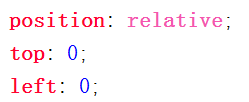 position: relative;
top: 0;
left: 0;